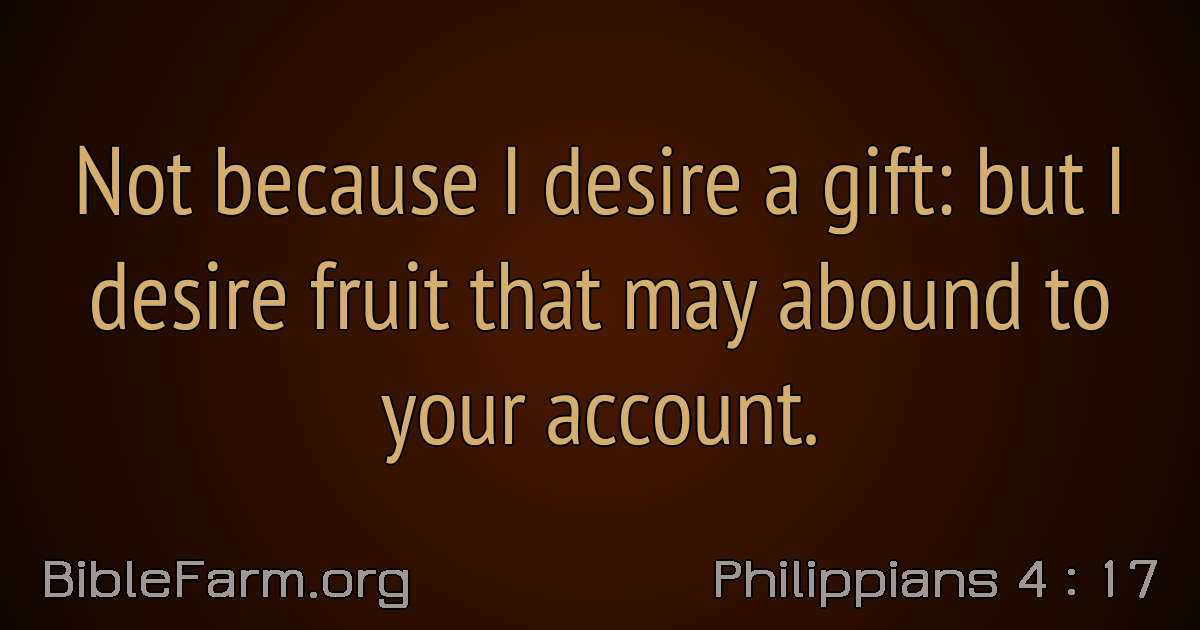 Not because I desire a gift: but I
desire fruit that may abound to
your account.
BibleFarm.org
Philippians 4 : 17